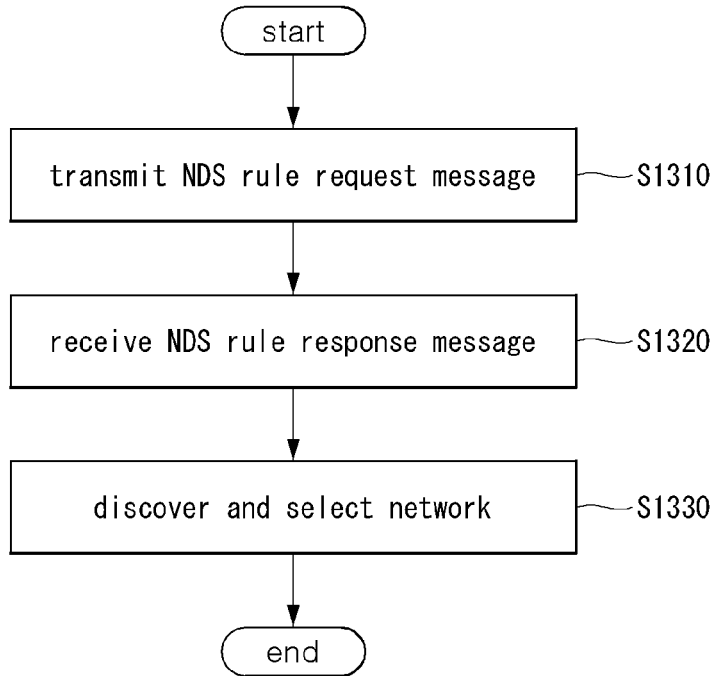 start
transmit NDS rule request message
S1310
receive NDS rule response message
S1320
discover and select network
S1330
end